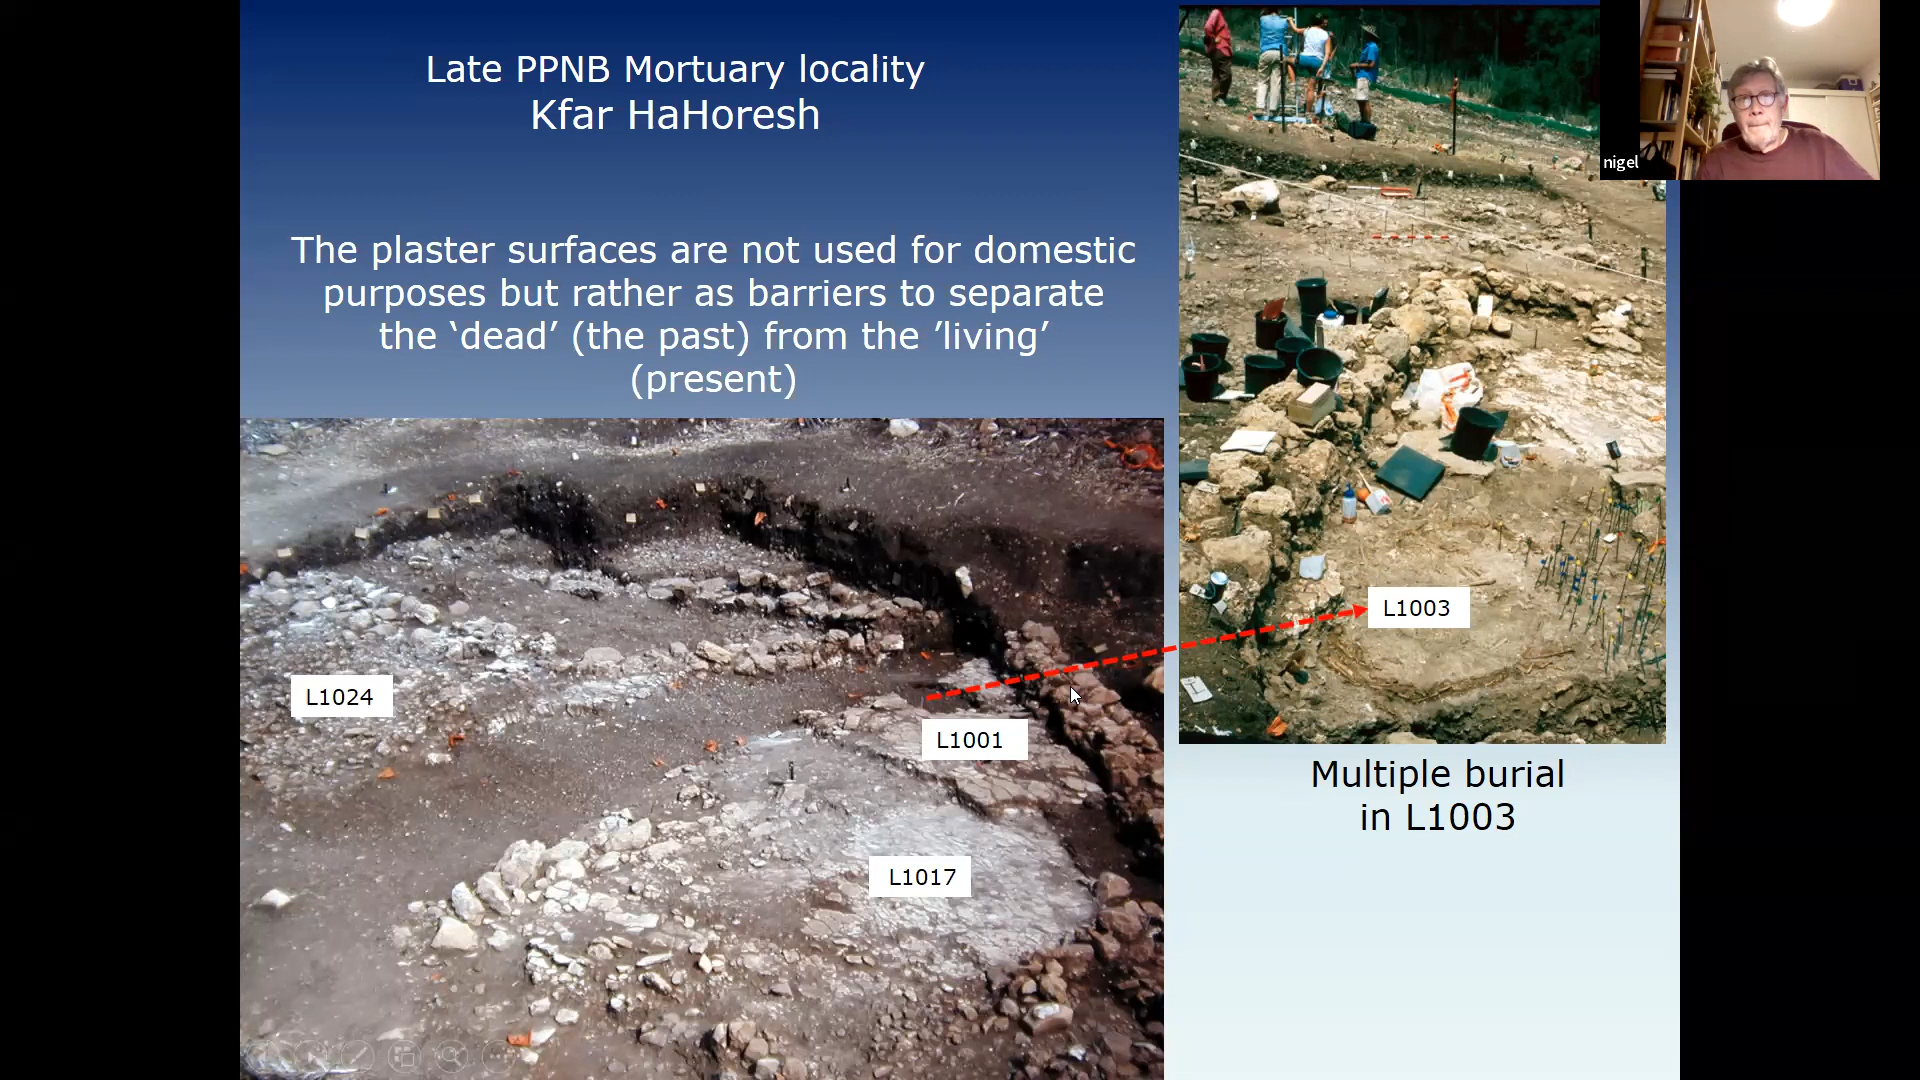 Late PPNB Mortuary locality
Kfar HaHoresh
The plaster surfaces are not used for domestic
purposes but rather as barriers to separate
the ‘dead’ (the past) from the ’living’
(present)
L1024
L1001
L1017
L1003
Multiple burial
in L1003
nigel